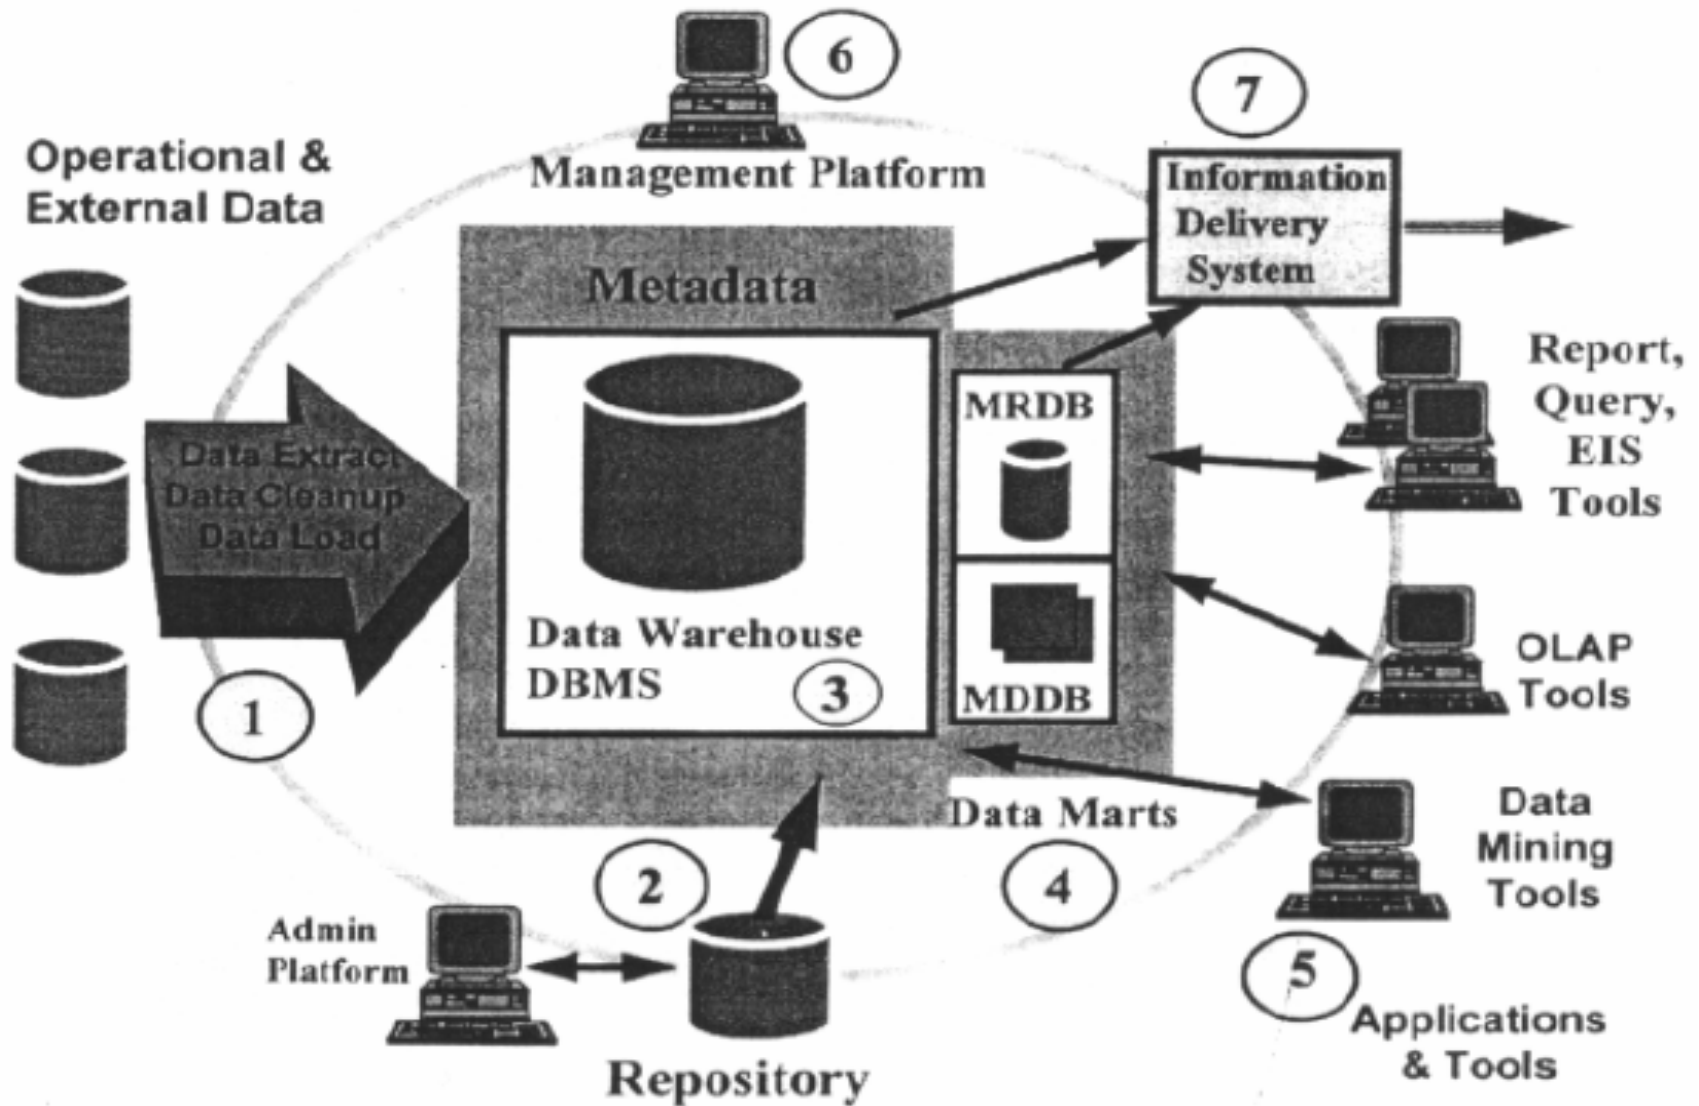 6
7
Operational &
External Data
Management Platform
Information
Delivery
System
Metadata
Report,
Query,
EIS
Tools
MRDB
Data Extract
Data Cleanup
Data Load
Data Warehouse
DBMS
3
MDDB
OLAP
Tools
1
Data Marts
Data
Mining
Tools
2
4
Admin
Platform
5
Applications
& Tools
Repository